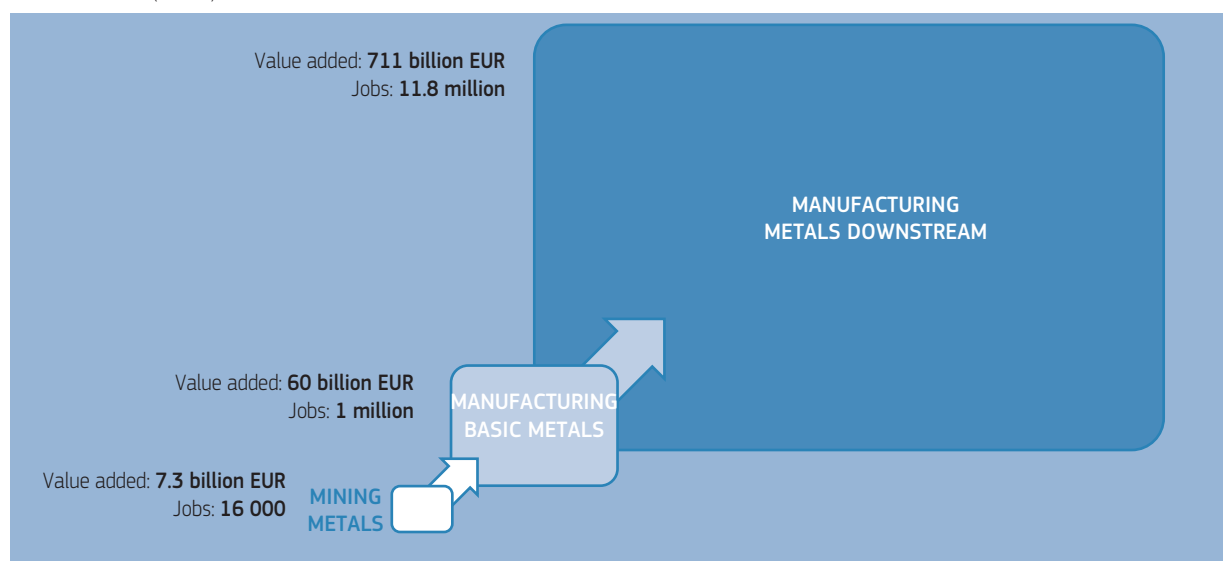 Value added: 711 billion EUR
Jobs: 11.8 million
MANUFACTURING
METALS DOWNSTREAM
Value added: 60 billion EUR
Jobs: 1 million
MANUFACTURING
BASIC METALS
Value added: 7.3 billion EUR
Jobs: 16 000
MINING
METALS